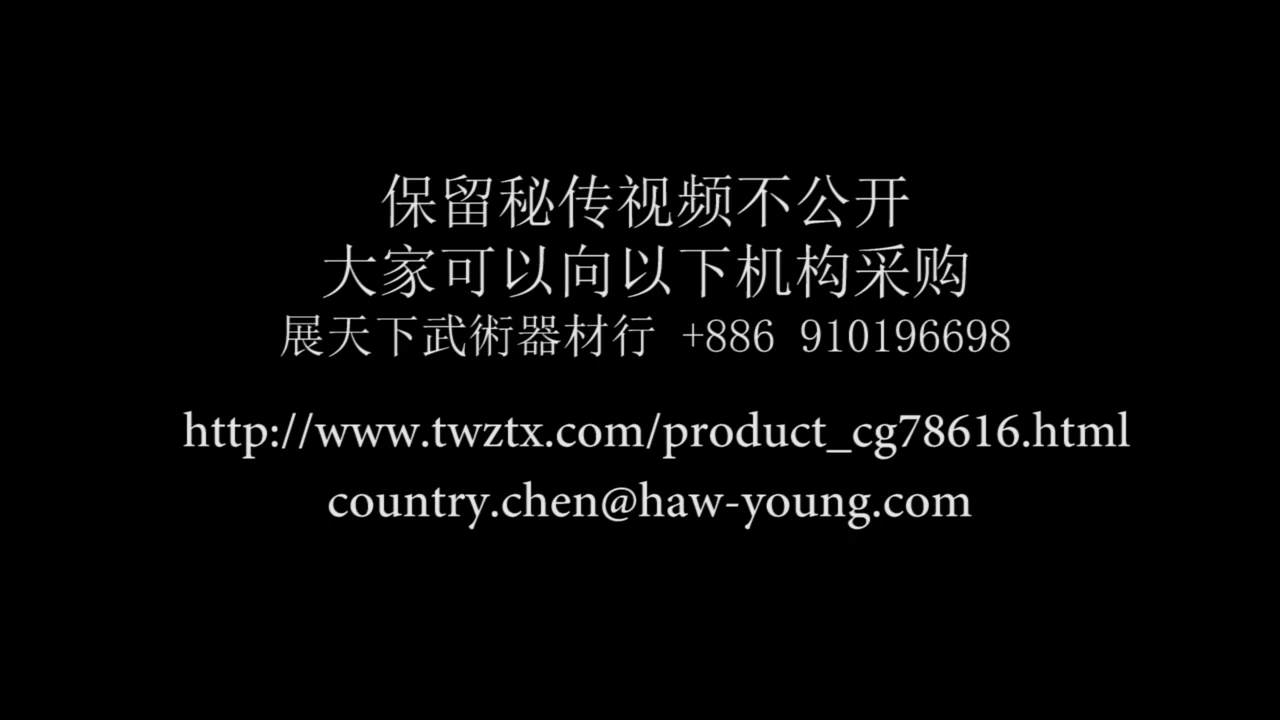 保留秘传视频不公开
大家可以向以下机构采购
展天下武術器材行 +886 910196698
http://www.twztx.com/product_cg78616.html
country.chen@haw-young.com